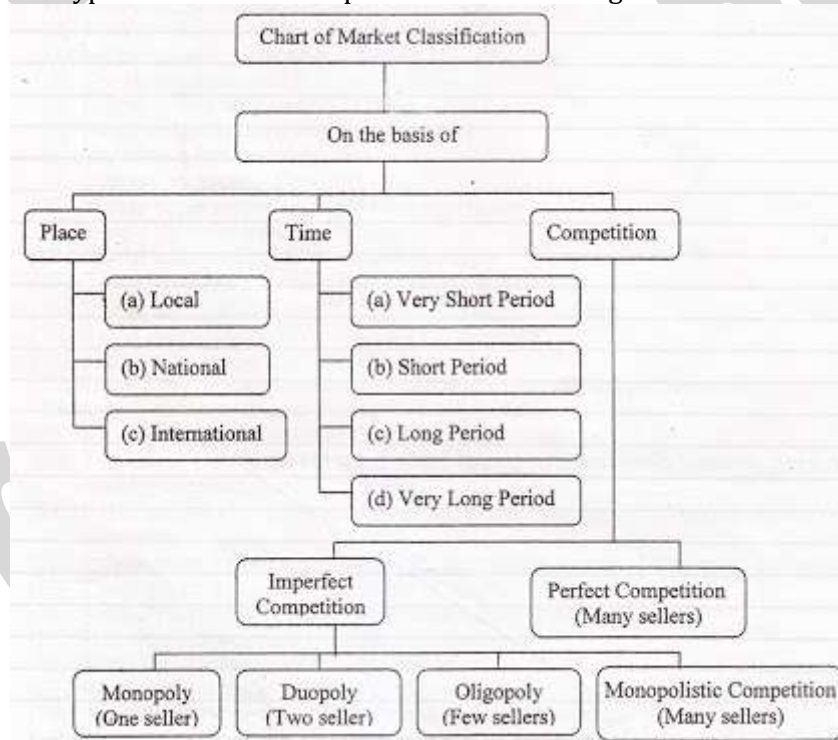 Chart of Market Classification
On the basis of
Place
Time
Competition
(a) Local
(a) Very Short Period
(b) National
(b) Short Period
(c) International
(c) Long Period
(d) Very Long Period
Imperfect
Competition
Perfect Competition
(Many sellers)
Monopoly
(One seller)
Duopoly
(Two seller)
Oligopoly
(Few sellers)
Monopolistic Competition
(Many sellers)